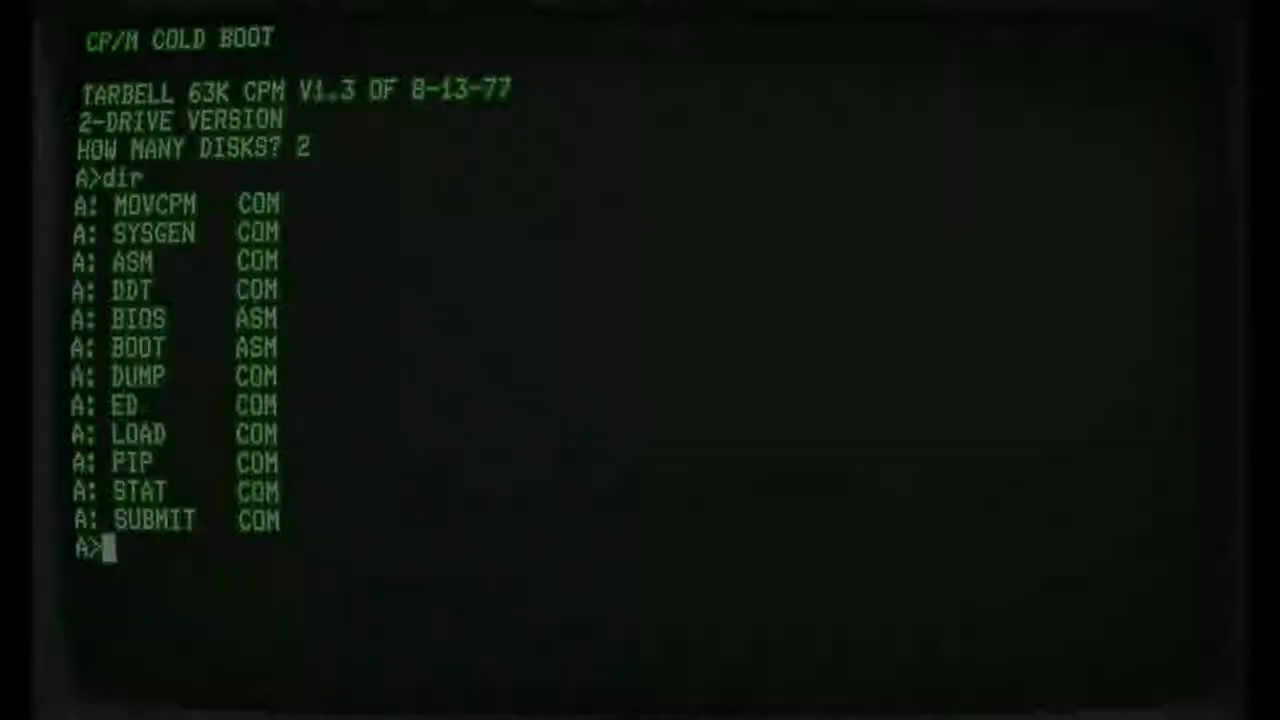 CP/M COLD BOOT
TARBELL 63K CPM V1.3 OF 8-13-77
2-DRIVE VERSION
HOW MANY DISKS? 2
A>dir
A: MOVCPM COM
A: SYSGEN COM
A: ASM COM
A: DDT COM
A: BIOS ASM
A: BOOT ASM
A: DUMP COM
A: ED COM
A: LOAD COM
A: PIP COM
A: STAT COM
A: SUBMIT COM
A>